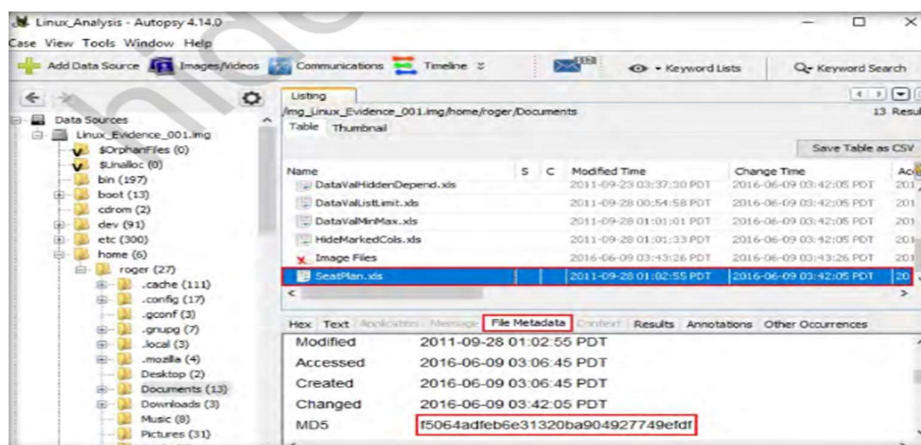 Linux_Analysis - Autopsy 4.14.0
Case View Tools Window Help
Add Data Source Images/Videos Communications Timeline Keyword Lists Keyword Search
Listing
/img_Linux_Evidence_001.img/home/roger/Documents
13 Resul
Table Thumbnail
Save Table as CSV
Name S C Modified Time Change Time
DataValHiddenDepend.xls 2011-09-23 03:37:30 PDT 2016-06-09 03:42:05 PDT 201
DataValListLimit.xls 2011-09-28 00:54:58 PDT 2016-06-09 03:42:05 PDT 201
DataValMinMax.xls 2011-09-28 01:01:01 PDT 2016-06-09 03:42:05 PDT 201
HideMarkedCols.xls 2011-09-28 01:01:33 PDT 2016-06-09 03:42:05 PDT 201
Image Files 2016-06-09 03:43:26 PDT 2016-06-09 03:43:26 PDT 201
SeatPlan.xls 2011-09-28 01:02:55 PDT 2016-06-09 03:42:05 PDT 20
Data Sources
Linux_Evidence_001.img
$OrphanFiles (0)
$Unalloc (0)
bin (197)
boot (13)
cdrom (2)
dev (91)
etc (300)
home (6)
roger (27)
.cache (111)
.config (17)
.gconf (3)
.gnupg (7)
.local (3)
.mozilla (4)
Desktop (2)
Documents (13)
Downloads (3)
Music (8)
Pictures (31)
Hex Text Application Message File Metadata Context Results Annotations Other Occurrences
Modified 2011-09-28 01:02:55 PDT
Accessed 2016-06-09 03:06:45 PDT
Created 2016-06-09 03:06:45 PDT
Changed 2016-06-09 03:42:05 PDT
MD5 f5064adfeb6e31320ba904927749efdf